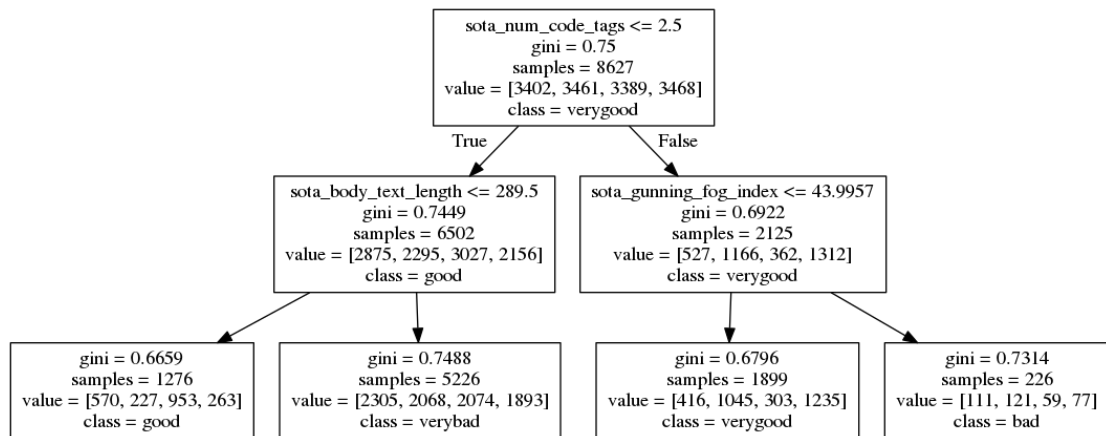 sota_num_code_tags <= 2.5
gini = 0.75
samples = 8627
value = [3402, 3461, 3389, 3468]
class = verygood
True
False
sota_body_text_length <= 289.5
gini = 0.7449
samples = 6502
value = [2875, 2295, 3027, 2156]
class = good
sota_gunning_fog_index <= 43.9957
gini = 0.6922
samples = 2125
value = [527, 1166, 362, 1312]
class = verygood
gini = 0.6659
samples = 1276
value = [570, 227, 953, 263]
class = good
gini = 0.7488
samples = 5226
value = [2305, 2068, 2074, 1893]
class = verybad
gini = 0.6796
samples = 1899
value = [416, 1045, 303, 1235]
class = verygood
gini = 0.7314
samples = 226
value = [111, 121, 59, 77]
class = bad